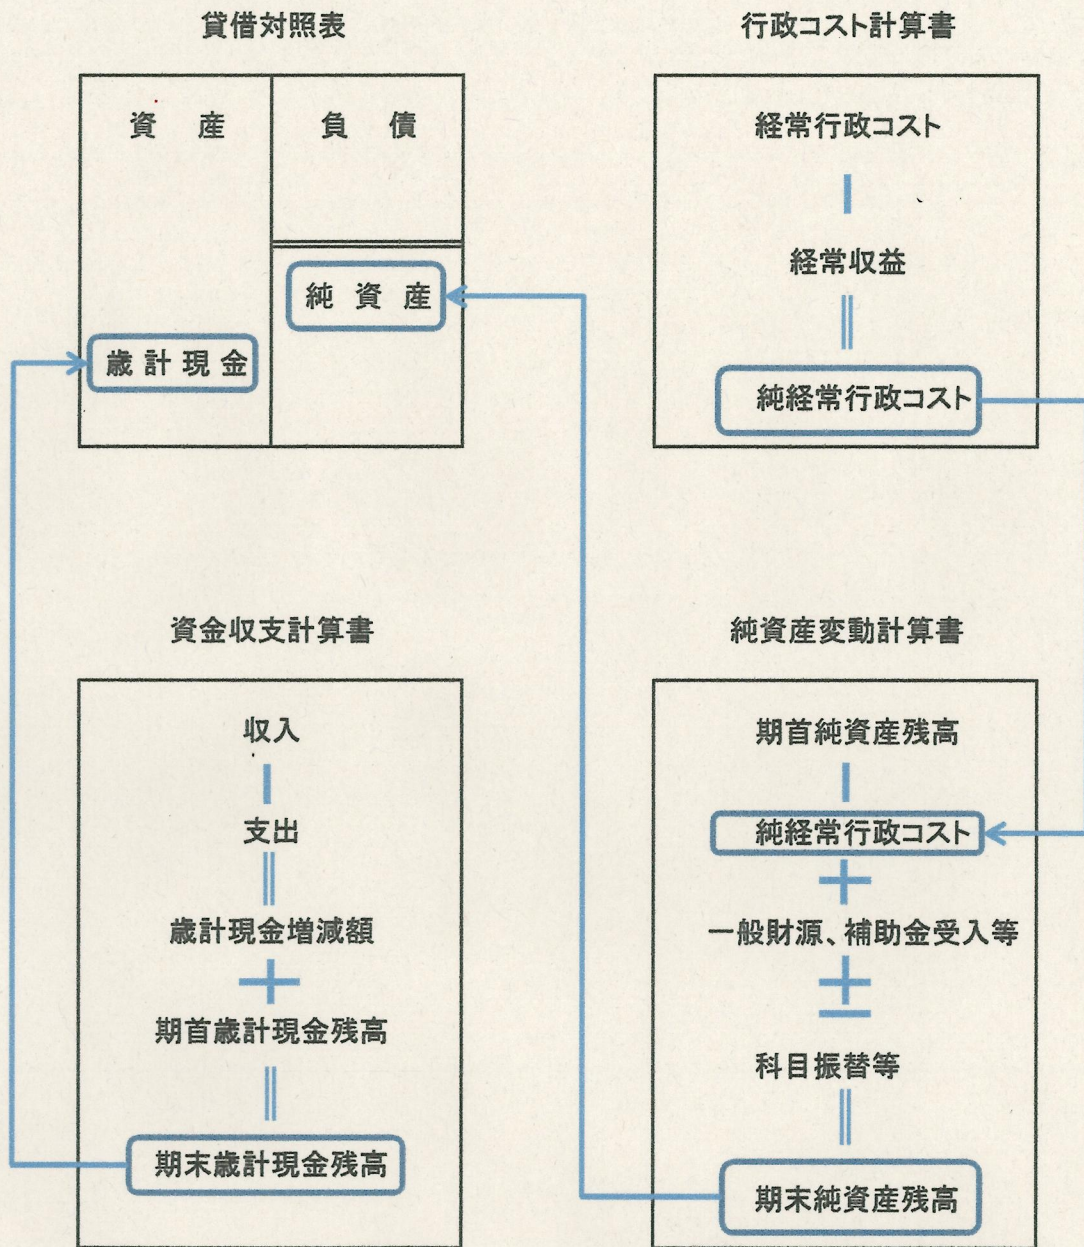 貸借対照表
資　産
負　債
純 資 産
歳 計 現 金
行政コスト計算書
経常行政コスト
－
経常収益
＝
純経常行政コスト
資金収支計算書
収入
－
支出
＝
歳計現金増減額
＋
期首歳計現金残高
＝
期末歳計現金残高
純資産変動計算書
期首純資産残高
－
純経常行政コスト
＋
一般財源、補助金受入等
±
科目振替等
＝
期末純資産残高